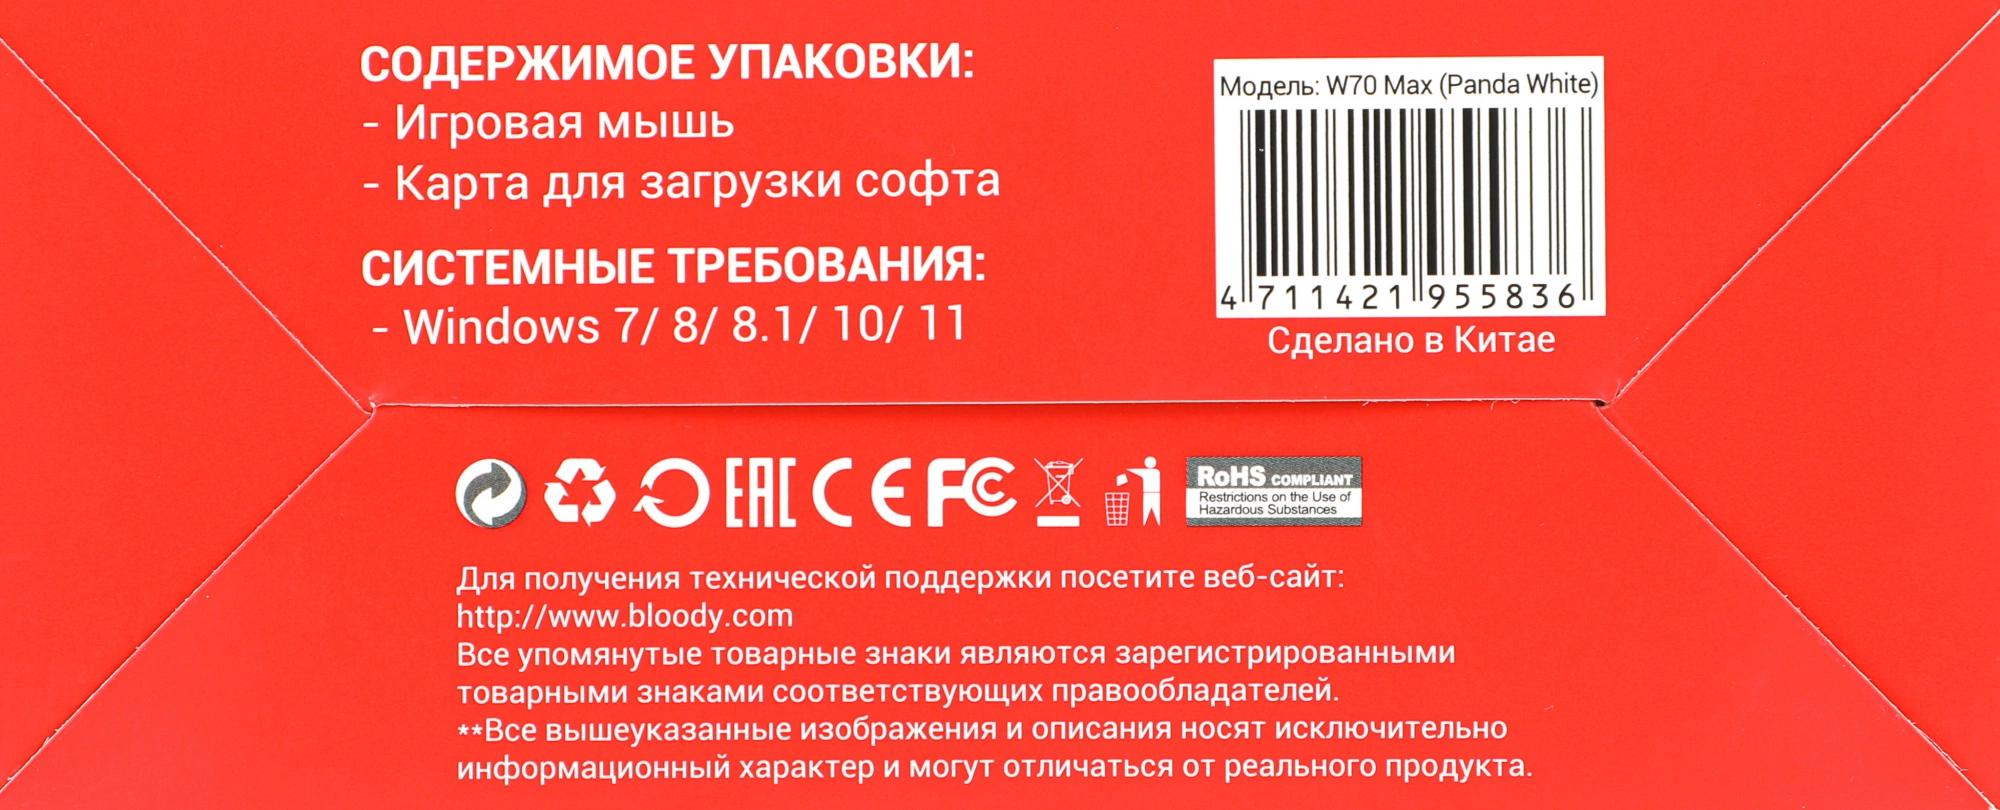 СОДЕРЖИМОЕ УПАКОВКИ:
- Игровая мышь
- Карта для загрузки софта
СИСТЕМНЫЕ ТРЕБОВАНИЯ:
- Windows 7/ 8/ 8.1/ 10/ 11
Модель: W70 Max (Panda White)
4 711421 955836
Сделано в Китае
EAC CE FC
RoHS COMPLIANT
Restrictions on the Use of
Hazardous Substances
Для получения технической поддержки посетите веб-сайт:
http://www.bloody.com
Все упомянутые товарные знаки являются зарегистрированными
товарными знаками соответствующих правообладателей.
**Все вышеуказанные изображения и описания носят исключительно
информационный характер и могут отличаться от реального продукта.